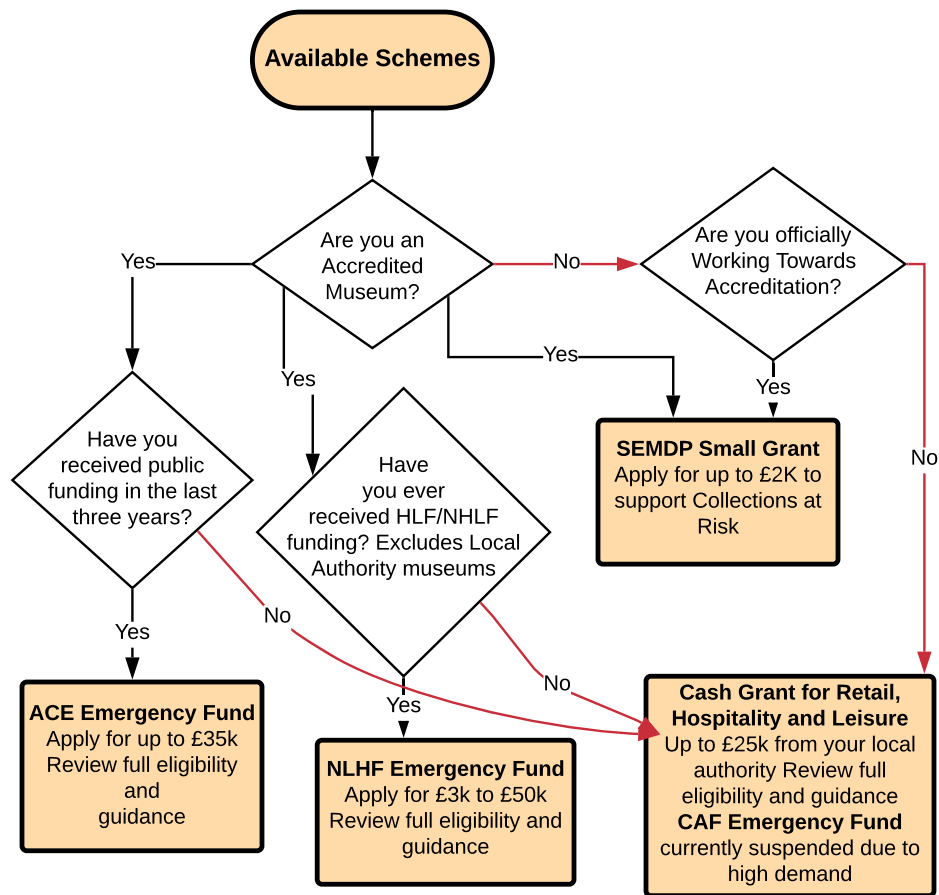 Available Schemes
Are you an
Accredited
Museum?
Are you officially
Working Towards
Accreditation?
Yes
No
Yes
Yes
Yes
Have you
received public
funding in the last
three years?
Have
you ever
received HLF/NHLF
funding? Excludes Local
Authority museums
SEMDP Small Grant
Apply for up to £2K to
support Collections at
Risk
No
No
Yes
No
Yes
ACE Emergency Fund
Apply for up to £35k
Review full eligibility
and
guidance
NLHF Emergency Fund
Apply for £3k to £50k
Review full eligibility and
guidance
Cash Grant for Retail,
Hospitality and Leisure
Up to £25k from your local
authority Review full
eligibility and guidance
CAF Emergency Fund
currently suspended due to
high demand